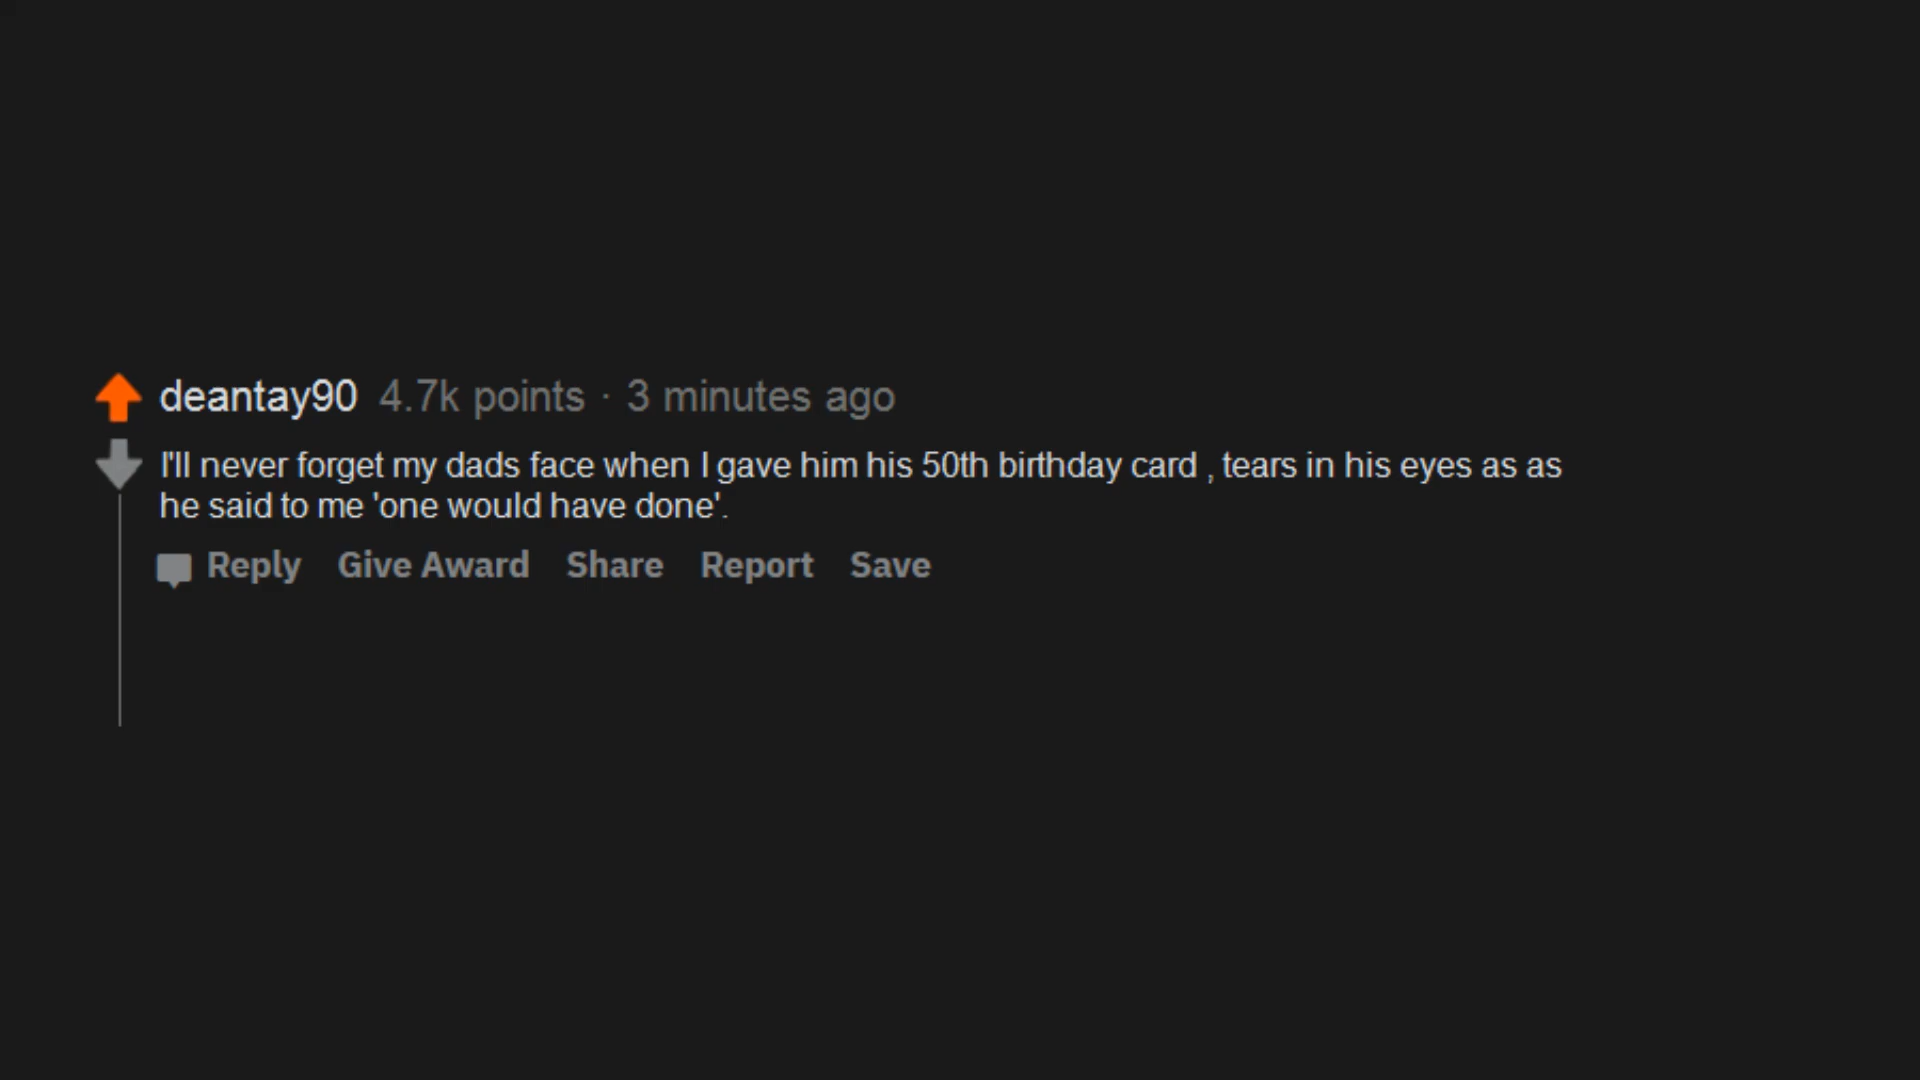 deantay90 4.7k points · 3 minutes ago
I'll never forget my dads face when I gave him his 50th birthday card , tears in his eyes as as
he said to me 'one would have done'.
Reply Give Award Share Report Save